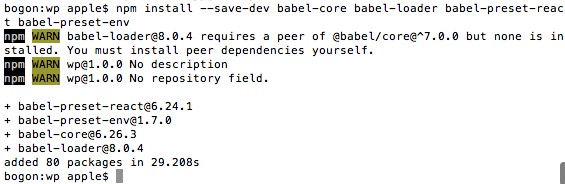 bogon:wp apple$ npm install --save-dev babel-core babel-loader babel-preset-reac
t babel-preset-env
npm WARN babel-loader@8.0.4 requires a peer of @babel/core@^7.0.0 but none is in
stalled. You must install peer dependencies yourself.
npm WARN wp@1.0.0 No description
npm WARN wp@1.0.0 No repository field.
+ babel-preset-react@6.24.1
+ babel-preset-env@1.7.0
+ babel-core@6.26.3
+ babel-loader@8.0.4
added 80 packages in 29.208s
bogon:wp apple$